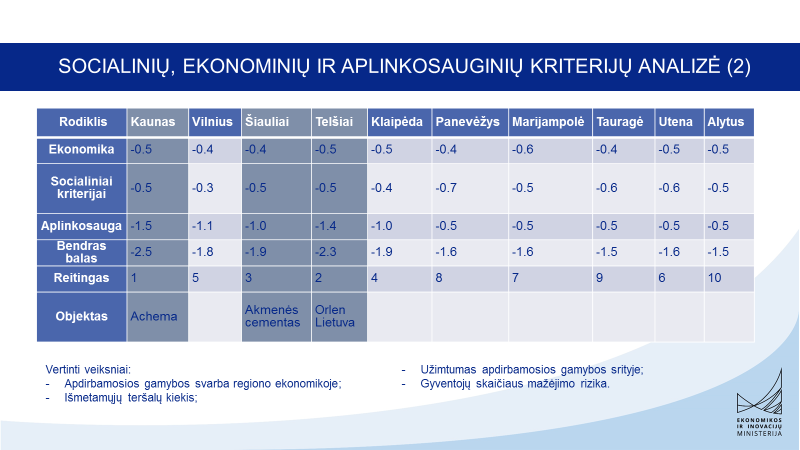 SOCIALINIŲ, EKONOMINIŲ IR APLINKOSAUGINIŲ KRITERIJŲ ANALIZĖ (2)
Rodiklis Kaunas Vilnius Šiauliai Telšiai Klaipėda Panevėžys Marijampolė Tauragė Utena Alytus
Ekonomika -0.5 -0.4 -0.4 -0.5 -0.5 -0.4 -0.6 -0.4 -0.5 -0.5
Socialiniai
kriterijai -0.5 -0.3 -0.5 -0.5 -0.4 -0.7 -0.5 -0.6 -0.6 -0.5
Aplinkosauga -1.5 -1.1 -1.0 -1.4 -1.0 -0.5 -0.5 -0.5 -0.5 -0.5
Bendras
balas -2.5 -1.8 -1.9 -2.3 -1.9 -1.6 -1.6 -1.5 -1.6 -1.5
Reitingas 1 5 3 2 4 8 7 9 6 10
Objektas Achema Akmenės
cementas Orlen
Lietuva
Vertinti veiksniai:
- Apdirbamosios gamybos svarba regiono ekonomikoje;
- Išmetamųjų teršalų kiekis;
- Užimtumas apdirbamosios gamybos srityje;
- Gyventojų skaičiaus mažėjimo rizika.
EKONOMIKOS
IR INOVACIJŲ
MINISTERIJA